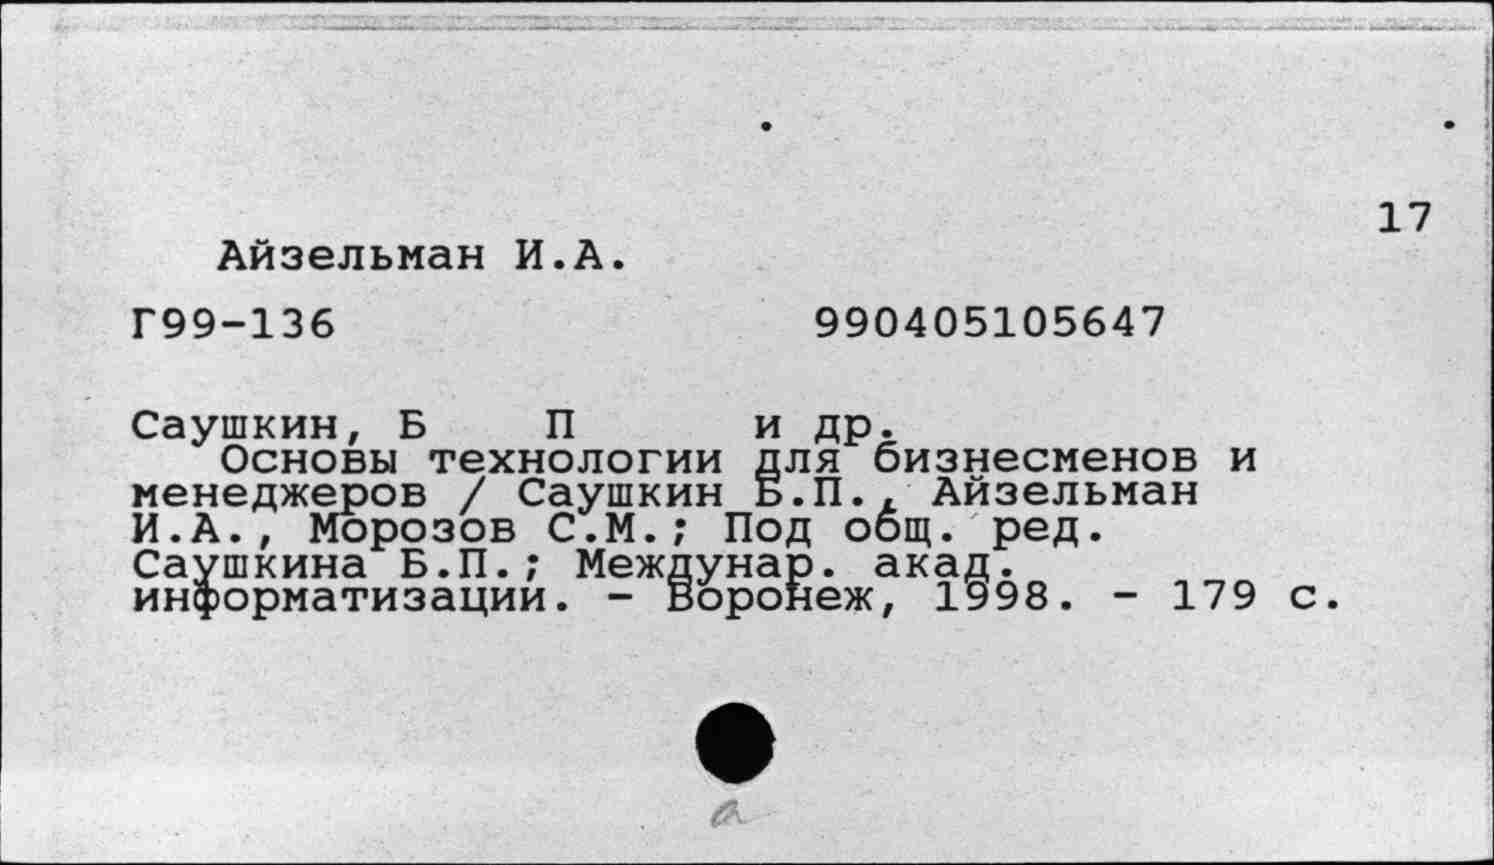 17
Айзельман И.А.
Г99-136 990405105647
Саушкин, Б П и др.
Основы технологии для бизнесменов и
менеджеров / Саушкин Б.П., Айзельман
И.А., Морозов С.М.; Под общ. ред.
Саушкина Б.П.; Междунар. акад.
информатизации. - Воронеж, 1998. - 179 с.
а